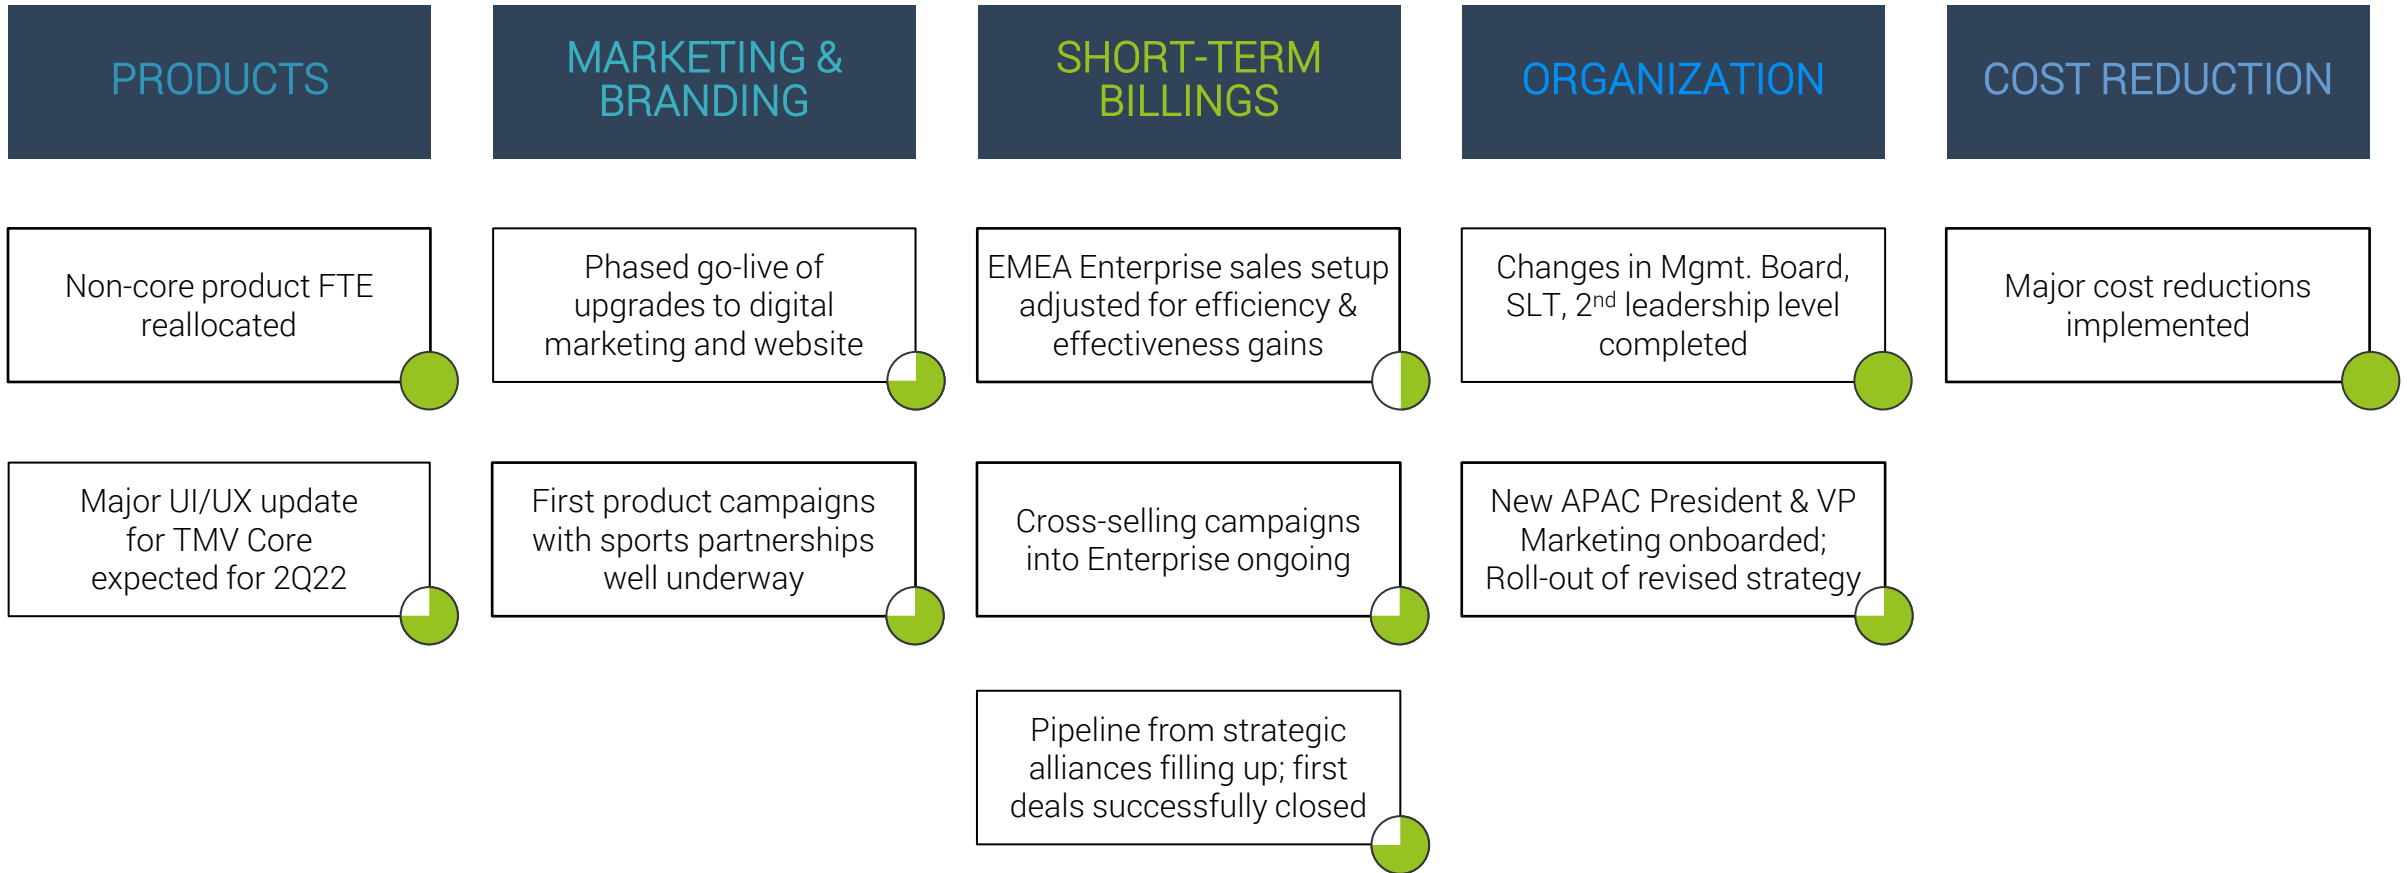 PRODUCTS
MARKETING &
BRANDING
SHORT-TERM
BILLINGS
ORGANIZATION
COST REDUCTION
Non-core product FTE
reallocated
Phased go-live of
upgrades to digital
marketing and website
EMEA Enterprise sales setup
adjusted for efficiency &
effectiveness gains
Changes in Mgmt. Board,
SLT, 2nd leadership level
completed
Major cost reductions
implemented
Major UI/UX update
for TMV Core
expected for 2Q22
First product campaigns
with sports partnerships
well underway
Cross-selling campaigns
into Enterprise ongoing
New APAC President & VP
Marketing onboarded;
Roll-out of revised strategy
Pipeline from strategic
alliances filling up; first
deals successfully closed